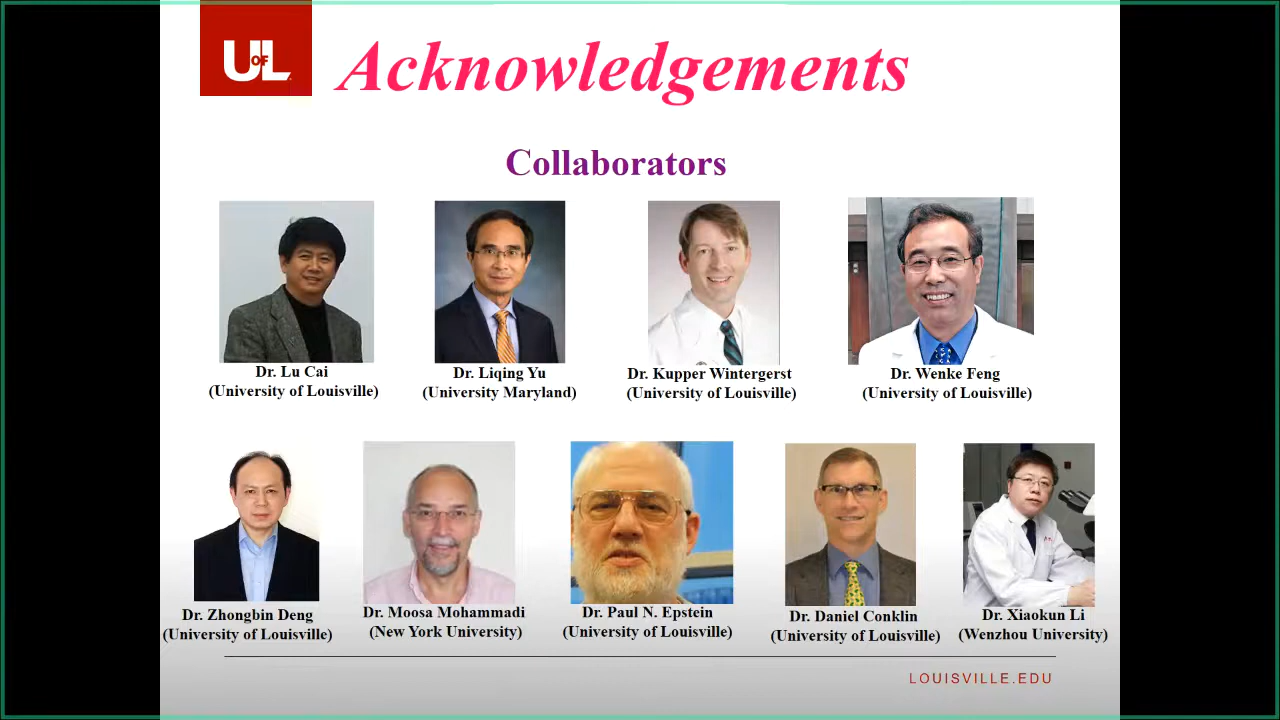 UofL
Acknowledgements
Collaborators
Dr. Lu Cai
(University of Louisville)
Dr. Liqing Yu
(University Maryland)
Dr. Kupper Wintergerst
(University of Louisville)
Dr. Wenke Feng
(University of Louisville)
Dr. Zhongbin Deng
(University of Louisville)
Dr. Moosa Mohammadi
(New York University)
Dr. Paul N. Epstein
(University of Louisville)
Dr. Daniel Conklin
(University of Louisville)
Dr. Xiaokun Li
(Wenzhou University)
LOUISVILLE.EDU